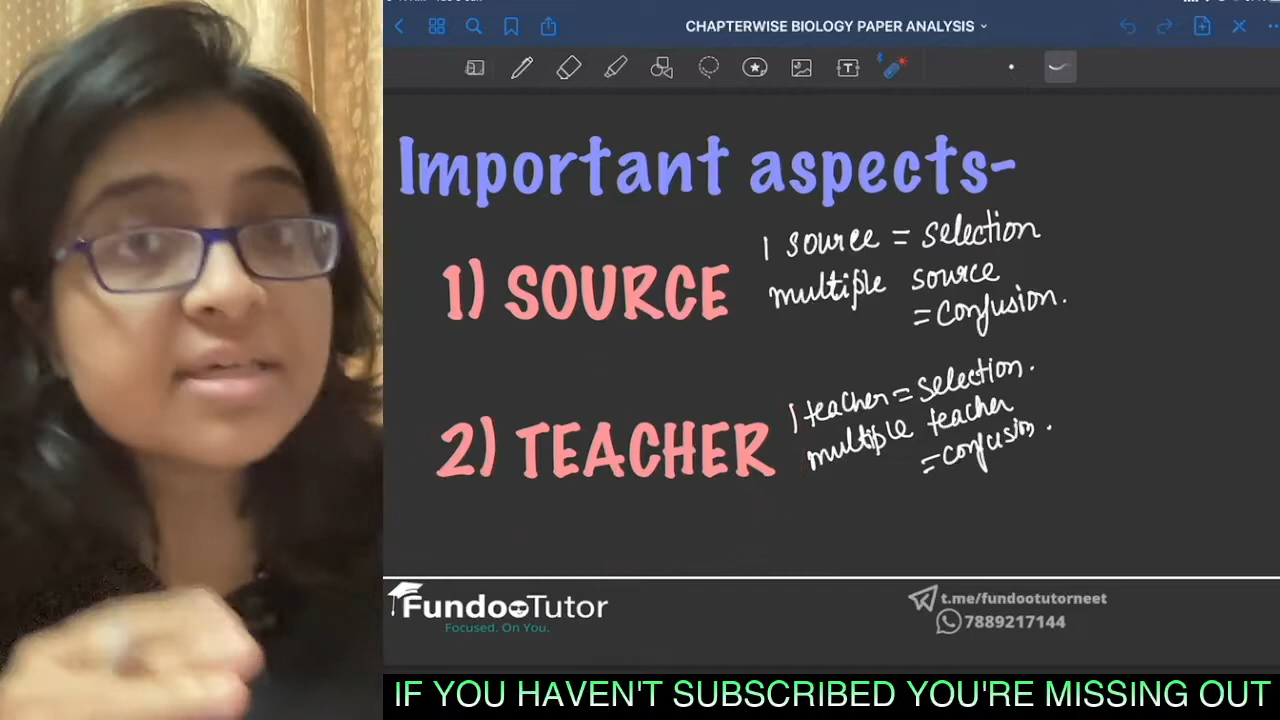 CHAPTERWISE BIOLOGY PAPER ANALYSIS
T
Important aspects-
1) SOURCE
1 source = selection
multiple source
= confusion.
2) TEACHER
1 teacher = selection.
multiple teacher
= confusion.
FundooTutor
Focused. On You.
t.me/fundootutorneet
7889217144
IF YOU HAVEN'T SUBSCRIBED YOU'RE MISSING OUT